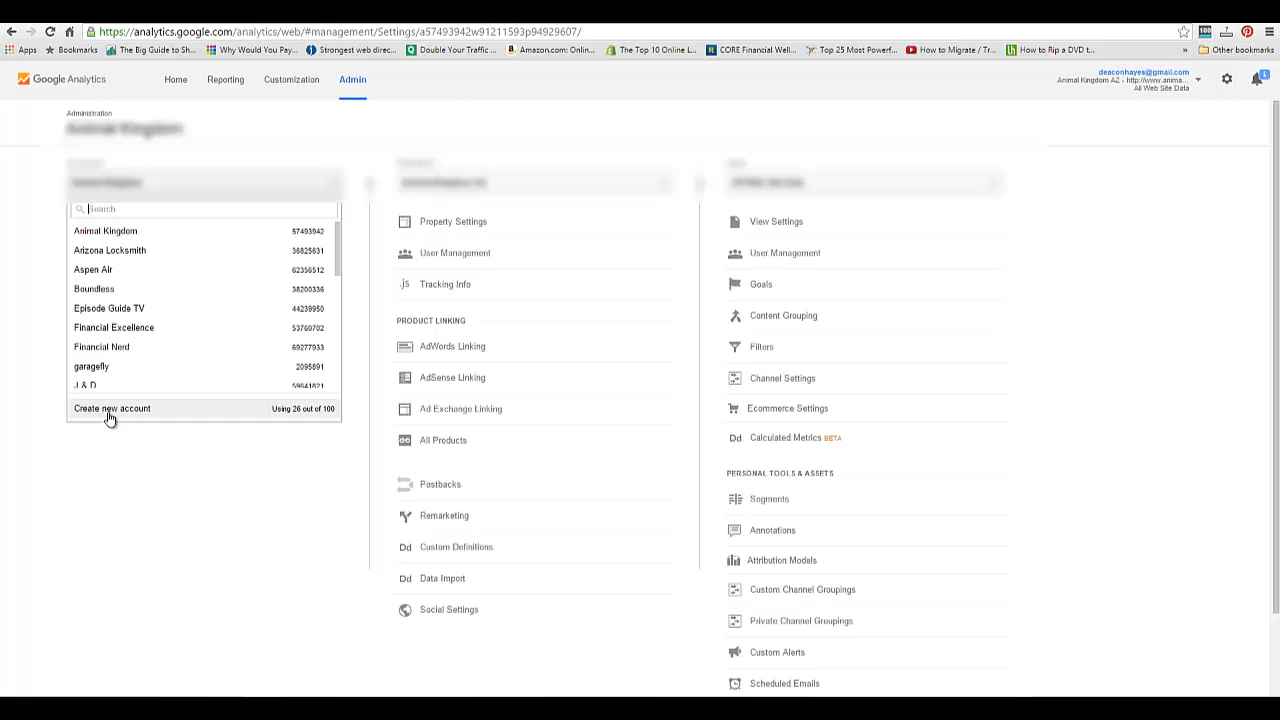 https://analytics.google.com/analytics/web/#management/Settings/a57493942w91211593p94929607/
100
Apps
Bookmarks
The Big Guide to Sh...
Why Would You Pay...
Strongest web direc...
Double Your Traffic ...
Amazon.com: Onlin...
The Top 10 Online L...
CORE Financial Well...
Top 25 Most Powerf...
How to Migrate / Tr...
How to Rip a DVD t...
»
Other bookmarks
Google Analytics
Home
Reporting
Customization
Admin
deaconhayes@gmail.com
Animal Kingdom AZ - http://www.anima...
All Web Site Data
1
Administration
Animal Kingdom
Search
Animal Kingdom 57493942
Arizona Locksmith 36825631
Aspen Air 62356512
Boundless 38200336
Episode Guide TV 44239950
Financial Excellence 53760702
Financial Nerd 69277933
garagefly 2095891
J & D 59641821
Create new account Using 26 out of 100
Property Settings
User Management
.js Tracking Info
PRODUCT LINKING
AdWords Linking
AdSense Linking
Ad Exchange Linking
All Products
Postbacks
Remarketing
Dd Custom Definitions
Dd Data Import
Social Settings
View Settings
User Management
Goals
Content Grouping
Filters
Channel Settings
Ecommerce Settings
Dd Calculated Metrics BETA
PERSONAL TOOLS & ASSETS
Segments
Annotations
Attribution Models
Custom Channel Groupings
Private Channel Groupings
Custom Alerts
Scheduled Emails